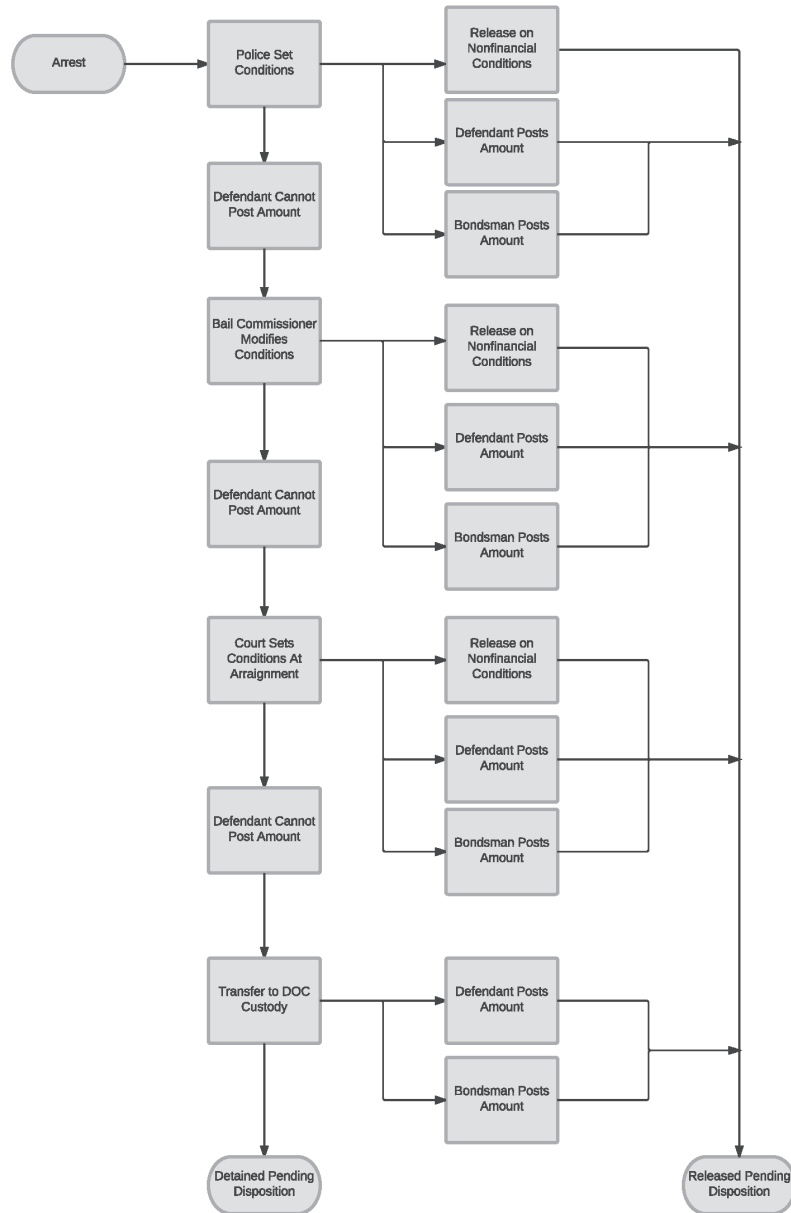 Arrest
Police Set
Conditions
Release on
Nonfinancial
Conditions
Defendant Posts
Amount
Bondsman Posts
Amount
Defendant Cannot
Post Amount
Bail Commissioner
Modifies
Conditions
Release on
Nonfinancial
Conditions
Defendant Posts
Amount
Bondsman Posts
Amount
Defendant Cannot
Post Amount
Court Sets
Conditions At
Arraignment
Release on
Nonfinancial
Conditions
Defendant Posts
Amount
Bondsman Posts
Amount
Defendant Cannot
Post Amount
Transfer to DOC
Custody
Defendant Posts
Amount
Bondsman Posts
Amount
Detained Pending
Disposition
Released Pending
Disposition